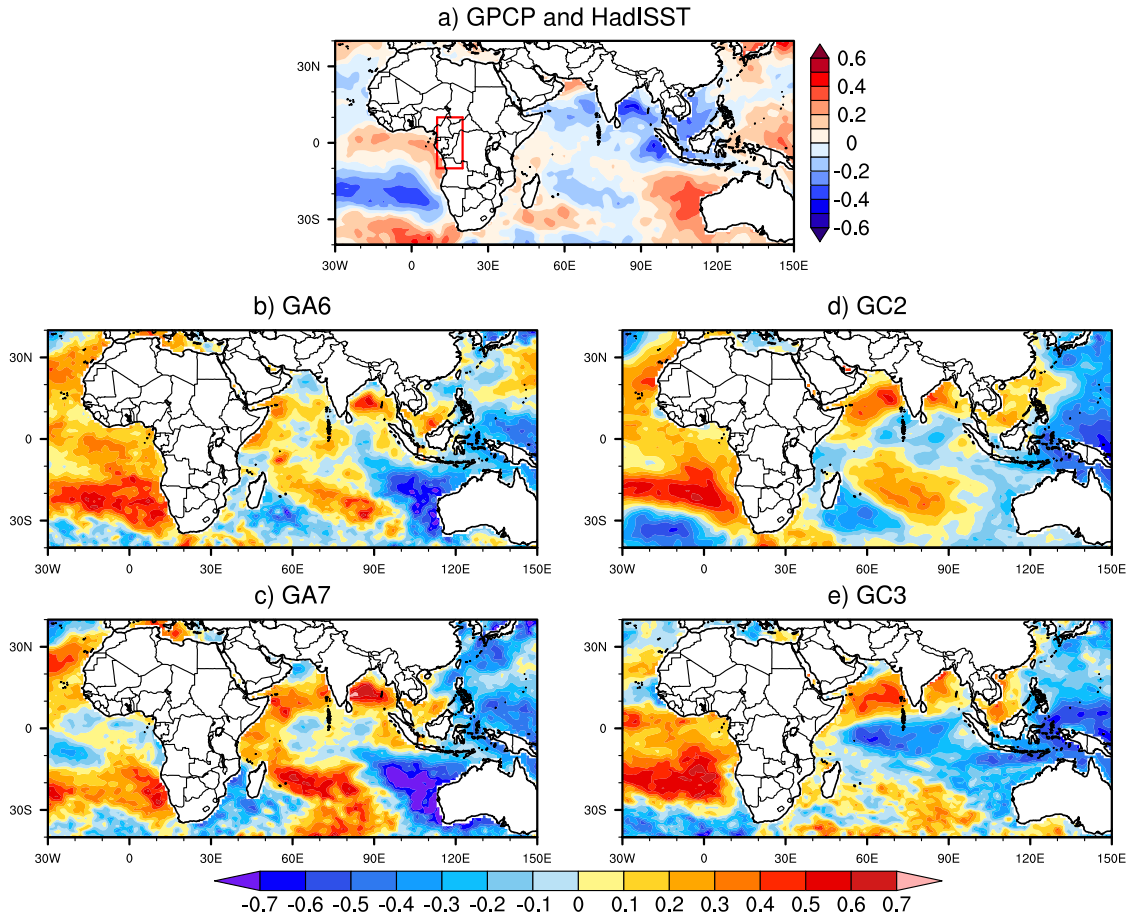 a) GPCP and HadISST
30N
0
30S
30W 0 30E 60E 90E 120E 150E
0.6
0.4
0.2
0
-0.2
-0.4
-0.6
b) GA6
30N
0
30S
30W 0 30E 60E 90E 120E 150E
d) GC2
30N
0
30S
30W 0 30E 60E 90E 120E 150E
c) GA7
30N
0
30S
30W 0 30E 60E 90E 120E 150E
e) GC3
30N
0
30S
30W 0 30E 60E 90E 120E 150E
-0.7 -0.6 -0.5 -0.4 -0.3 -0.2 -0.1 0 0.1 0.2 0.3 0.4 0.5 0.6 0.7